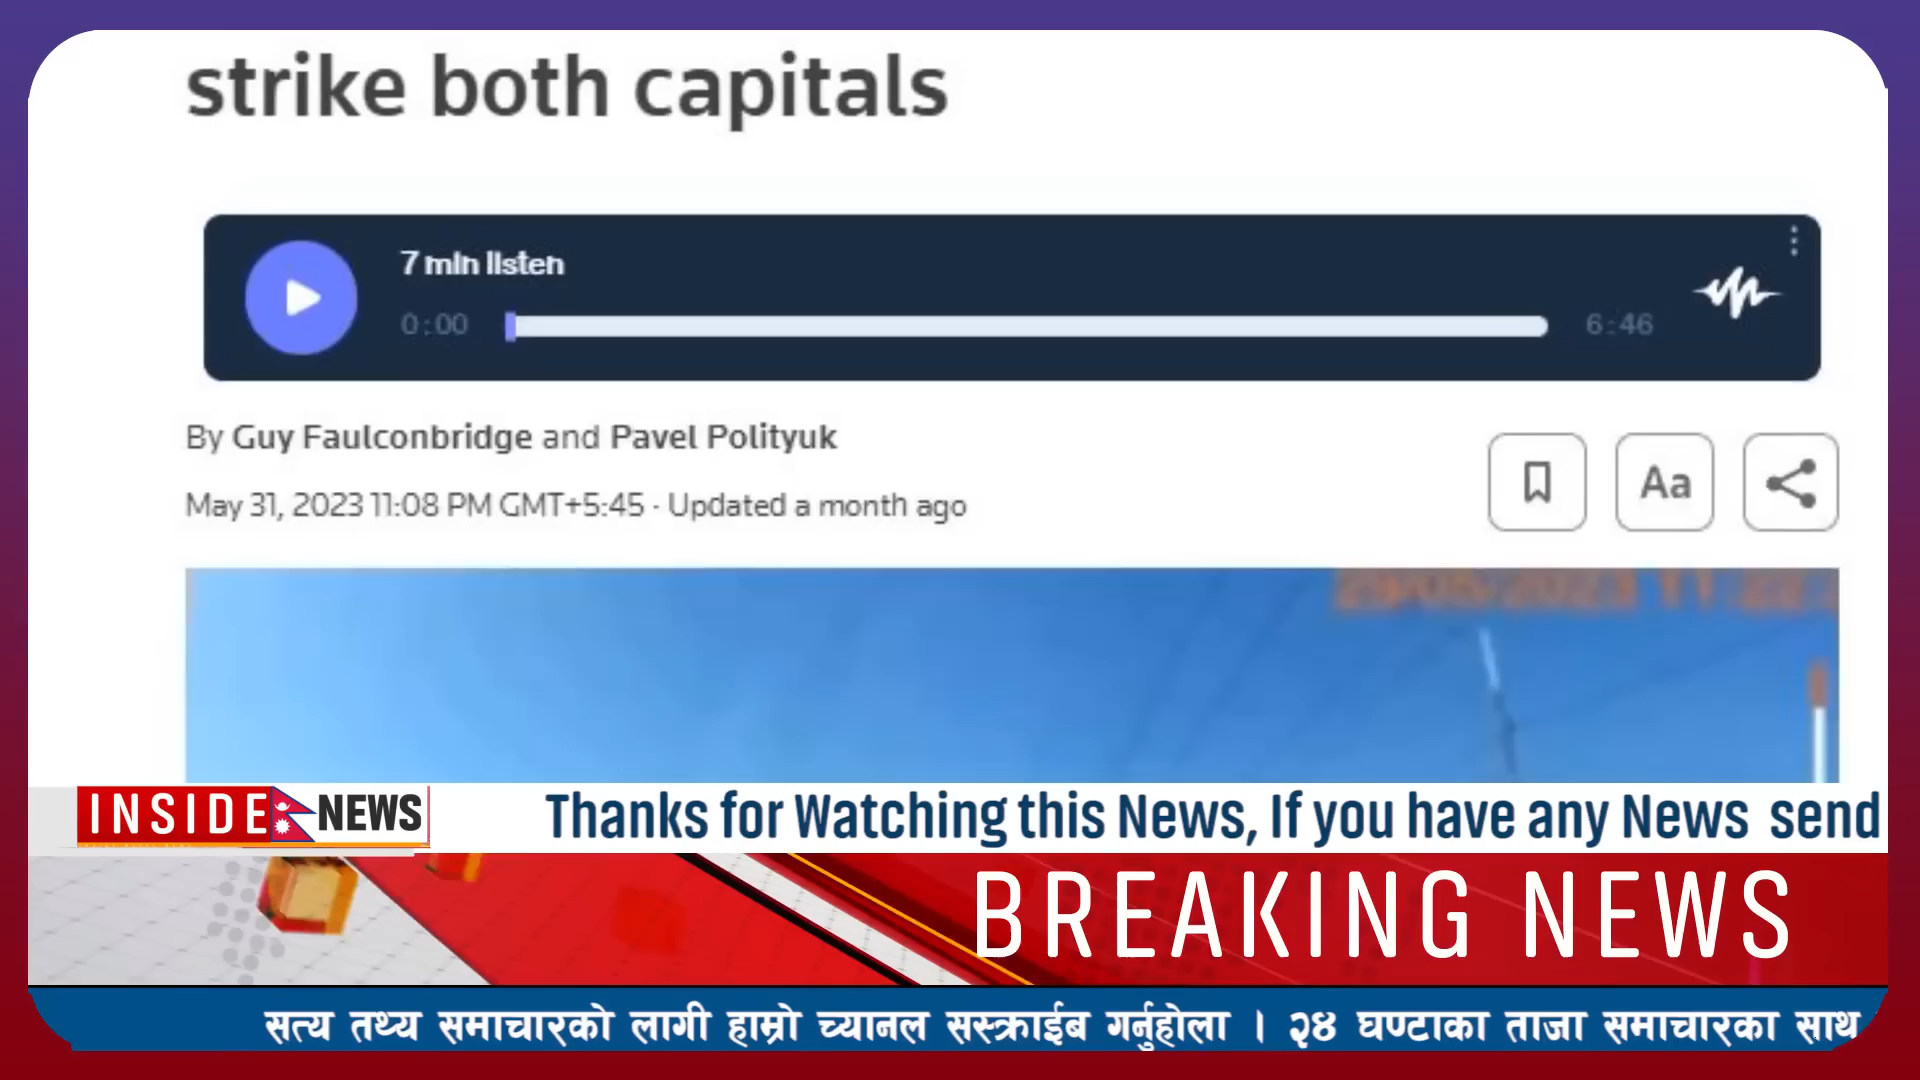 strike both capitals
7 min listen
0:00
6:46
By Guy Faulconbridge and Pavel Polityuk
Aa
May 31, 2023 11:08 PM GMT+5:45 · Updated a month ago
INSIDE NEWS
Thanks for Watching this News, If you have any News send
BREAKING NEWS
सत्य तथ्य समाचारको लागी हाम्रो च्यानल सस्क्राईब गर्नुहोला । २४ घण्टाका ताजा समाचारका साथ